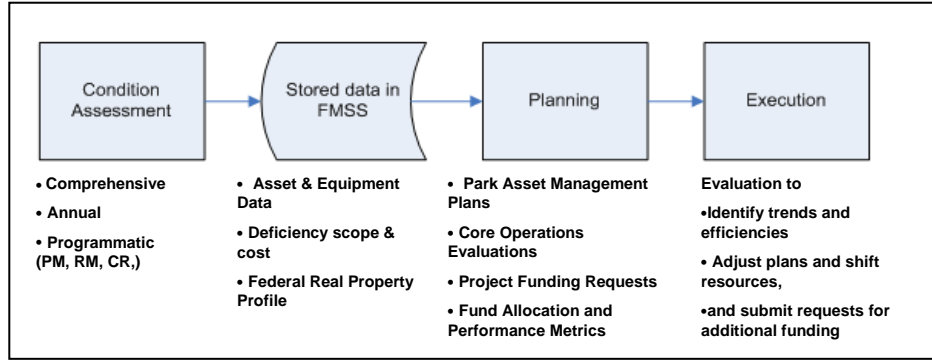 Condition
Assessment
Stored data in
FMSS
Planning
Execution
• Comprehensive
• Annual
• Programmatic
(PM, RM, CR,)
• Asset & Equipment
Data
• Deficiency scope &
cost
• Federal Real Property
Profile
• Park Asset Management
Plans
• Core Operations
Evaluations
• Project Funding Requests
• Fund Allocation and
Performance Metrics
Evaluation to
•Identify trends and
efficiencies
• Adjust plans and shift
resources,
•and submit requests for
additional funding